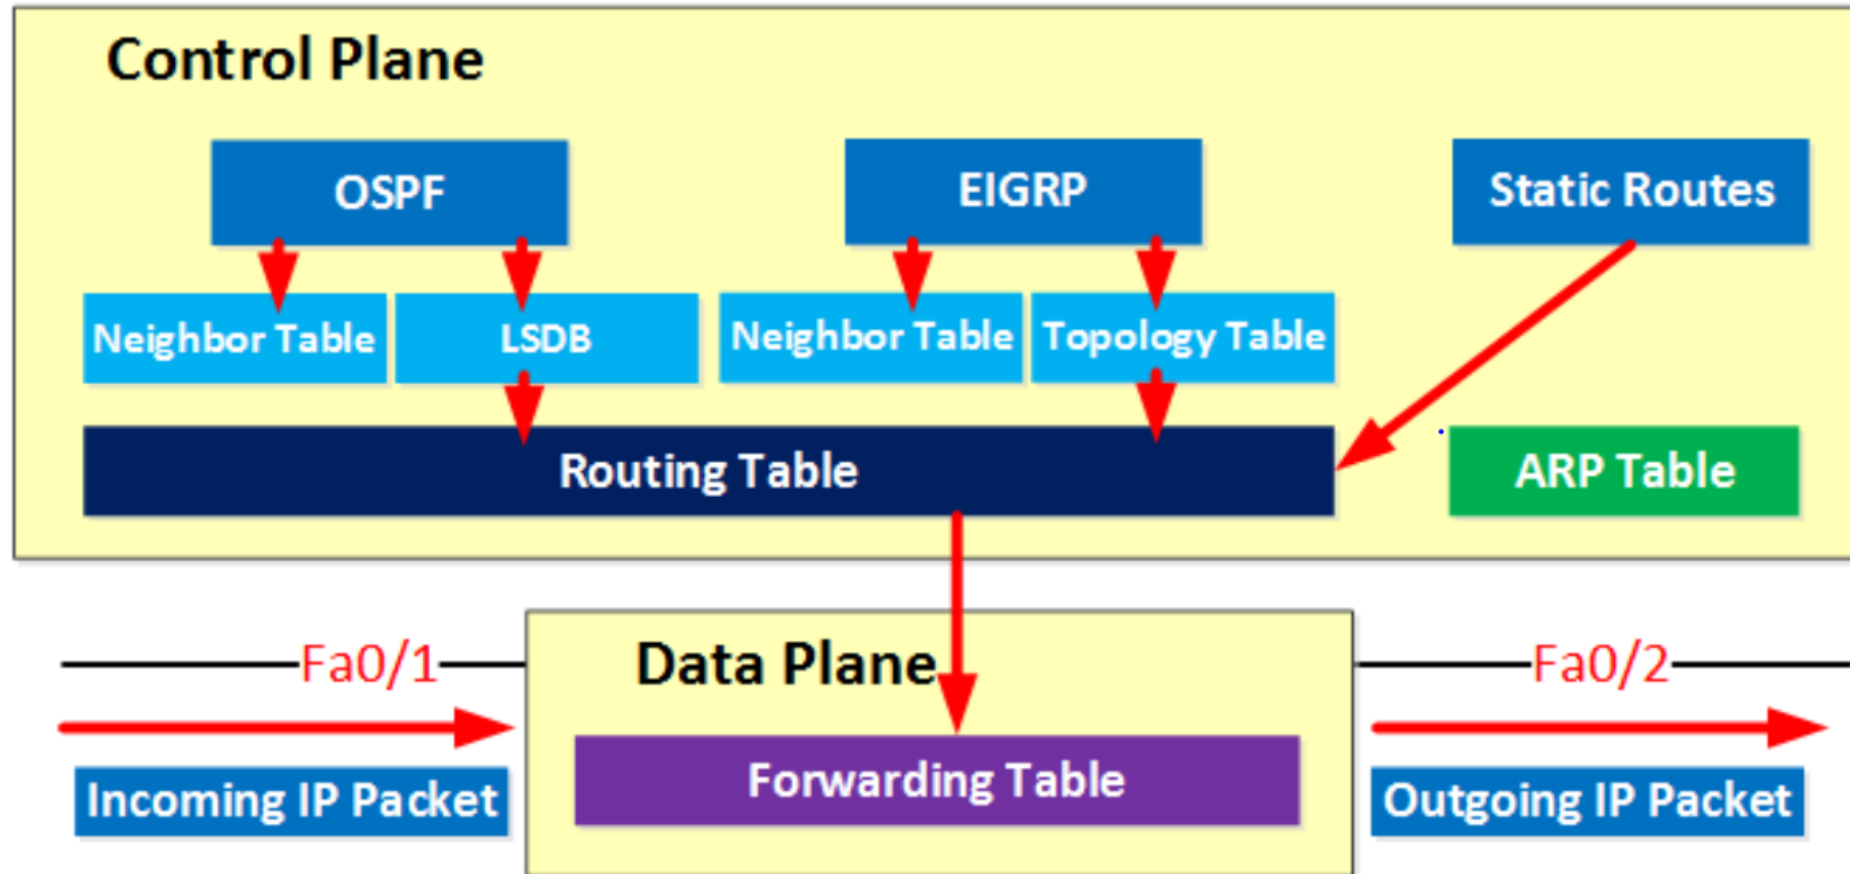 Control Plane
OSPF
EIGRP
Static Routes
Neighbor Table
LSDB
Neighbor Table
Topology Table
Routing Table
ARP Table
Fa0/1
Data Plane
Fa0/2
Incoming IP Packet
Forwarding Table
Outgoing IP Packet